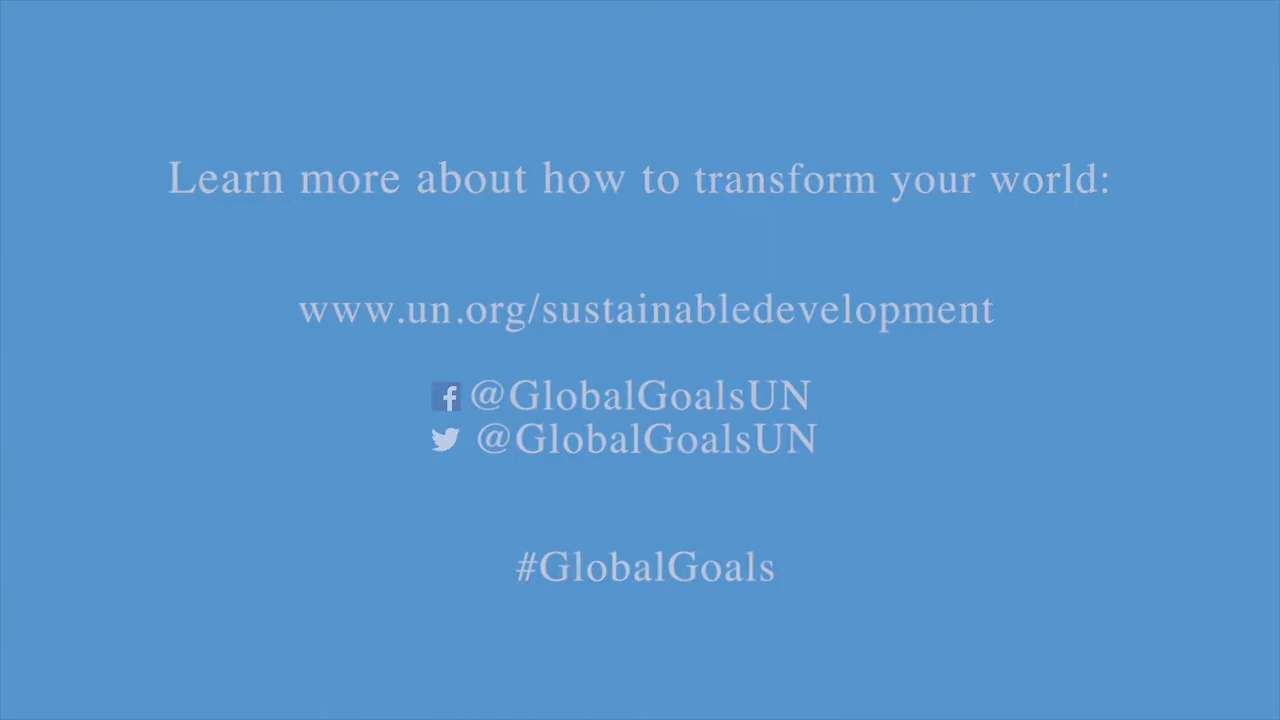 Learn more about how to transform your world:
www.un.org/sustainabledevelopment
@GlobalGoalsUN
@GlobalGoalsUN
#GlobalGoals